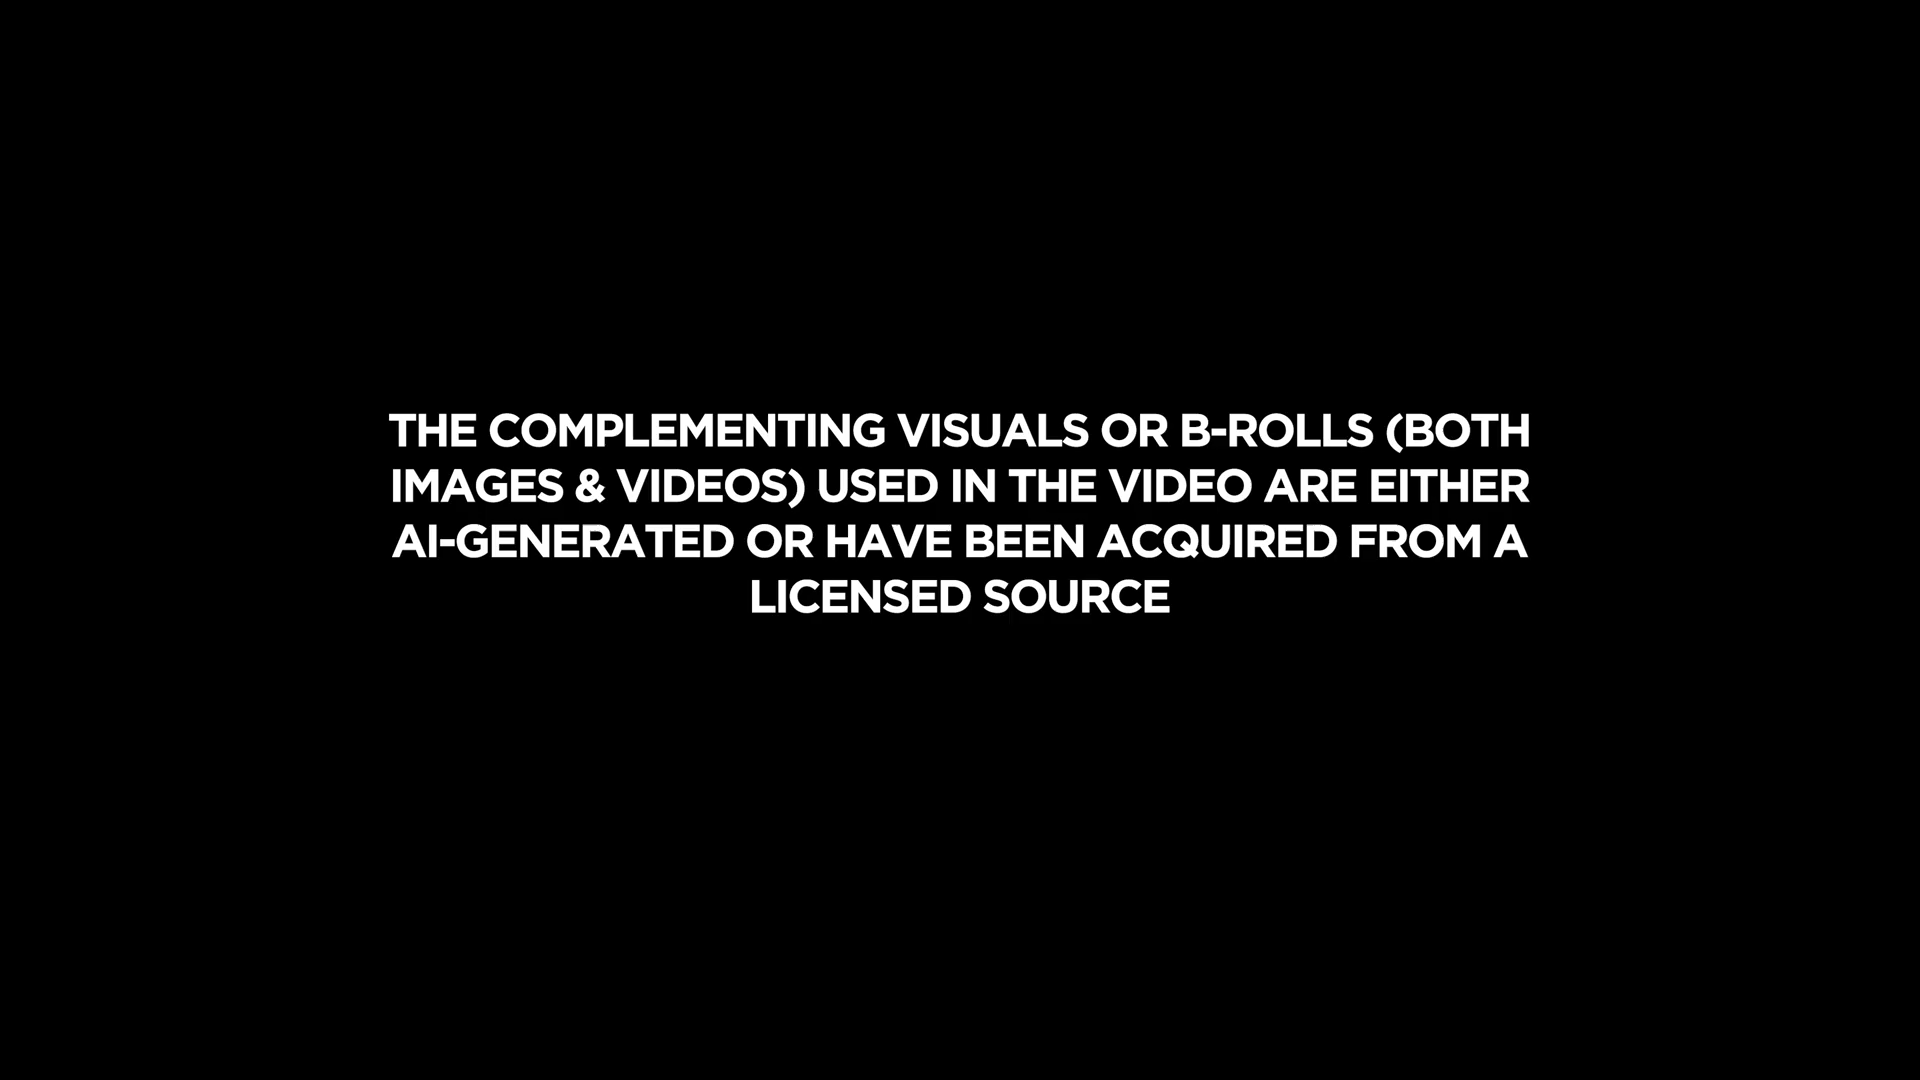 THE COMPLEMENTING VISUALS OR B-ROLLS (BOTH
IMAGES & VIDEOS) USED IN THE VIDEO ARE EITHER
AI-GENERATED OR HAVE BEEN ACQUIRED FROM A
LICENSED SOURCE